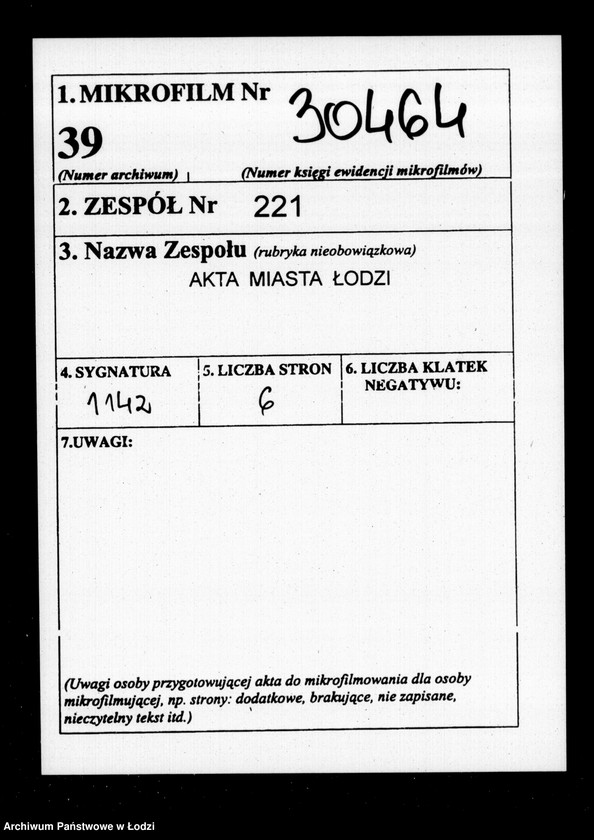 1. MIKROFILM Nr 30464
39
(Numer archiwum) (Numer księgi ewidencji mikrofilmów)
2. ZESPÓŁ Nr 221
3. Nazwa Zespołu (rubryka nieobowiązkowa)
AKTA MIASTA ŁODZI
4. SYGNATURA 5. LICZBA STRON 6. LICZBA KLATEK
NEGATYWU:
1142 6
7.UWAGI:
(Uwagi osoby przygotowującej akta do mikrofilmowania dla osoby
mikrofilmującej, np. strony: dodatkowe, brakujące, nie zapisane,
nieczytelny tekst itd.)
Archiwum Państwowe w Łodzi